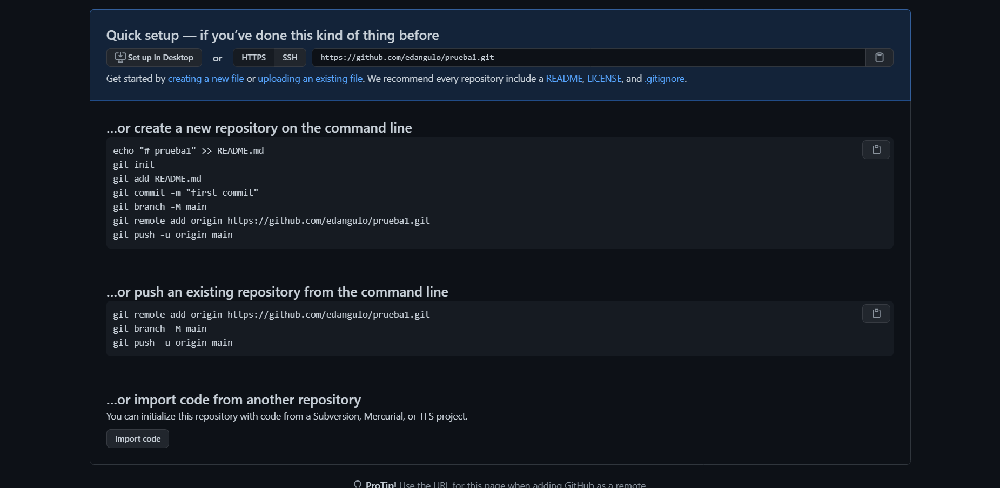 Quick setup — if you’ve done this kind of thing before
Set up in Desktop or HTTPS SSH https://github.com/edangulo/prueba1.git
Get started by creating a new file or uploading an existing file. We recommend every repository include a README, LICENSE, and .gitignore.
...or create a new repository on the command line
echo "# prueba1" >> README.md
git init
git add README.md
git commit -m "first commit"
git branch -M main
git remote add origin https://github.com/edangulo/prueba1.git
git push -u origin main
...or push an existing repository from the command line
git remote add origin https://github.com/edangulo/prueba1.git
git branch -M main
git push -u origin main
...or import code from another repository
You can initialize this repository with code from a Subversion, Mercurial, or TFS project.
Import code
ProTip! Use the URL for this page when adding GitHub as a remote.